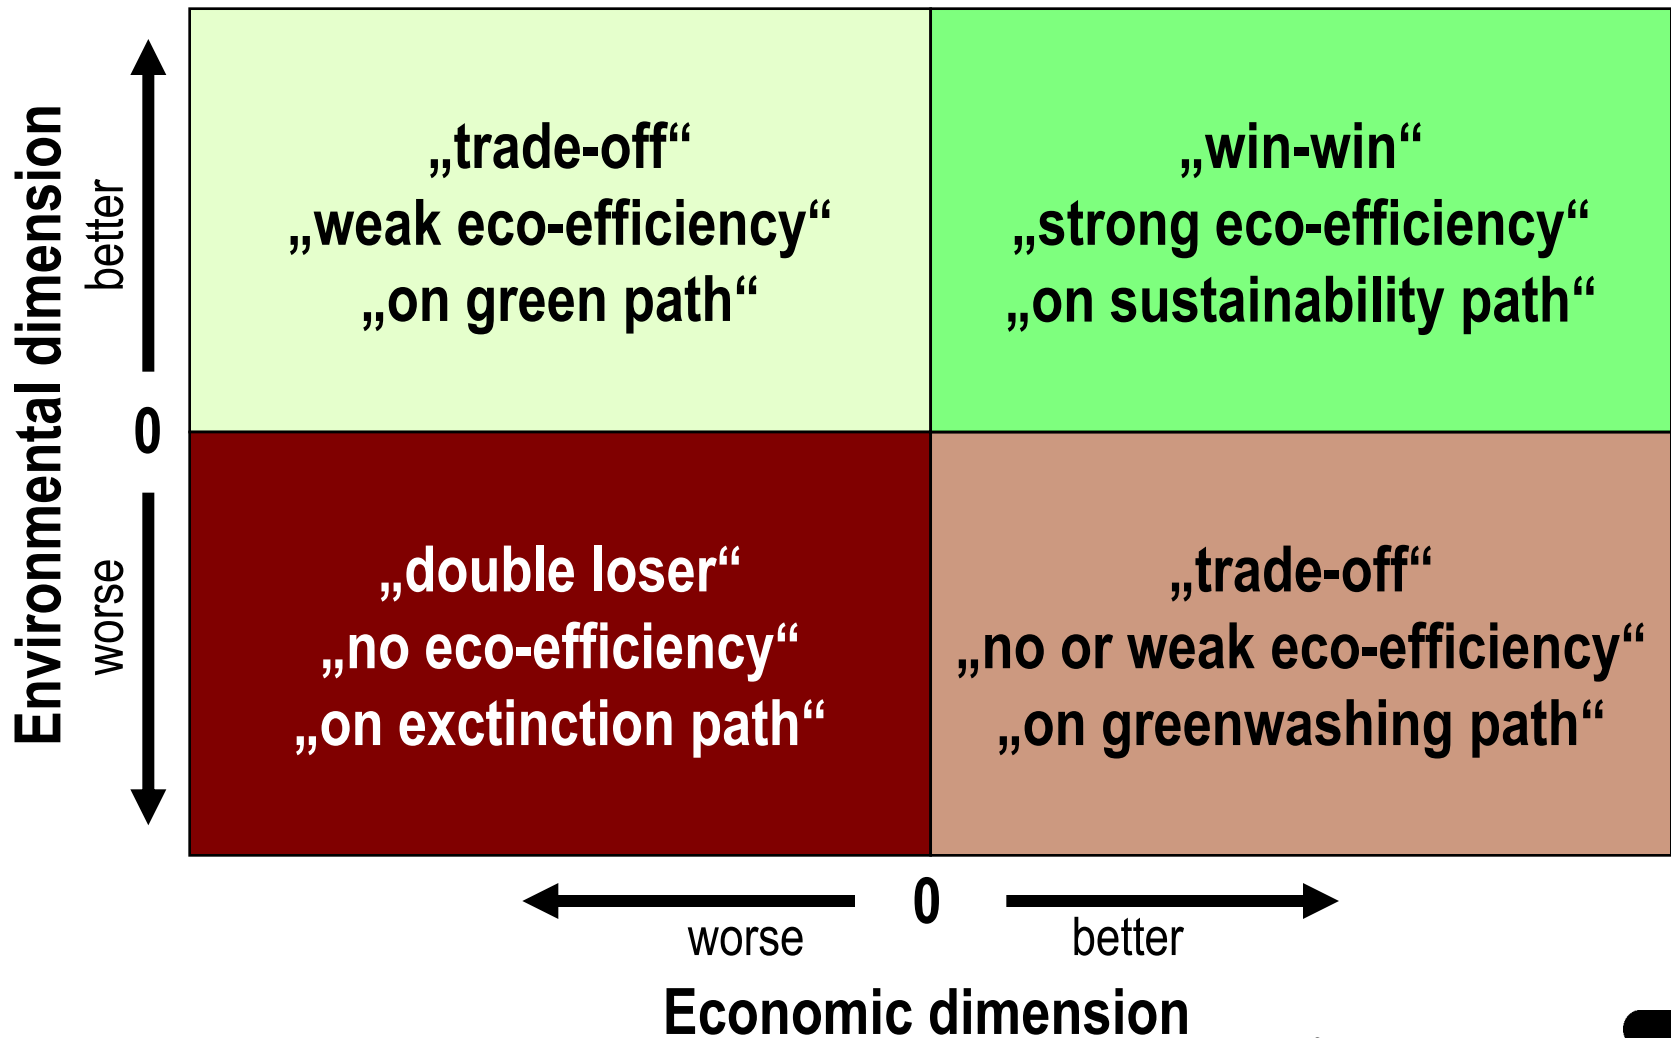 Environmental dimension
better
0
worse
„trade-off“
„weak eco-efficiency“
„on green path“
„win-win“
„strong eco-efficiency“
„on sustainability path“
„double loser“
„no eco-efficiency“
„on exctinction path“
„trade-off“
„no or weak eco-efficiency“
„on greenwashing path“
0
worse
better
Economic dimension